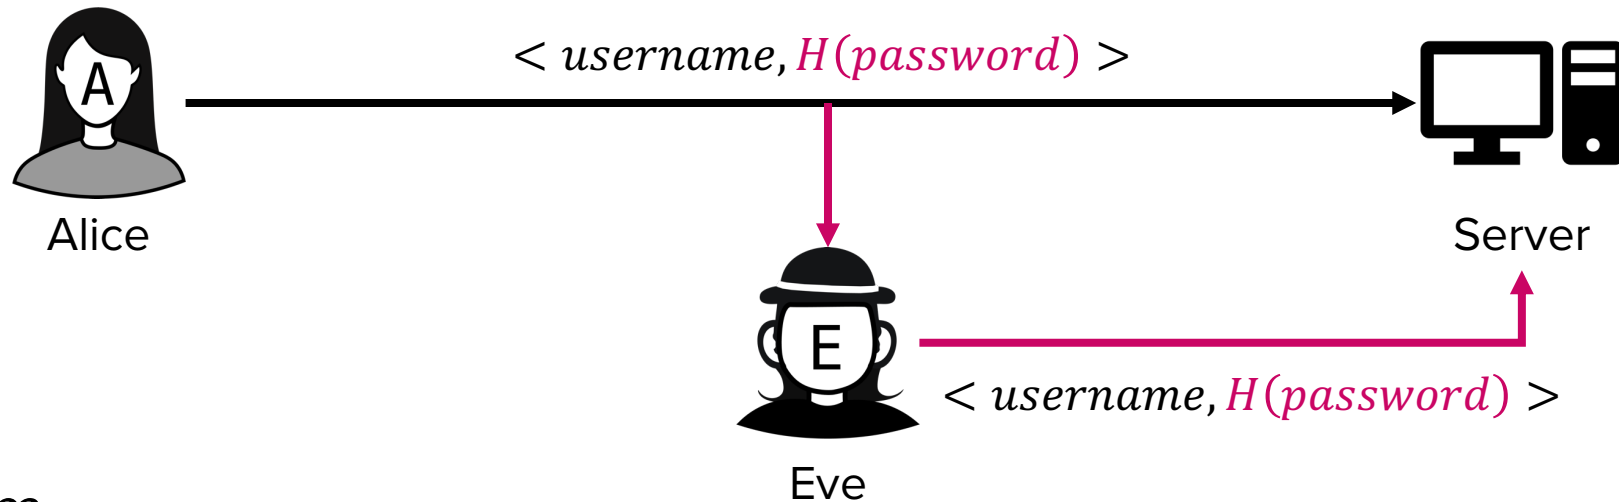 < username, H(password) >
A
Alice
Server
E
< username, H(password) >
Eve